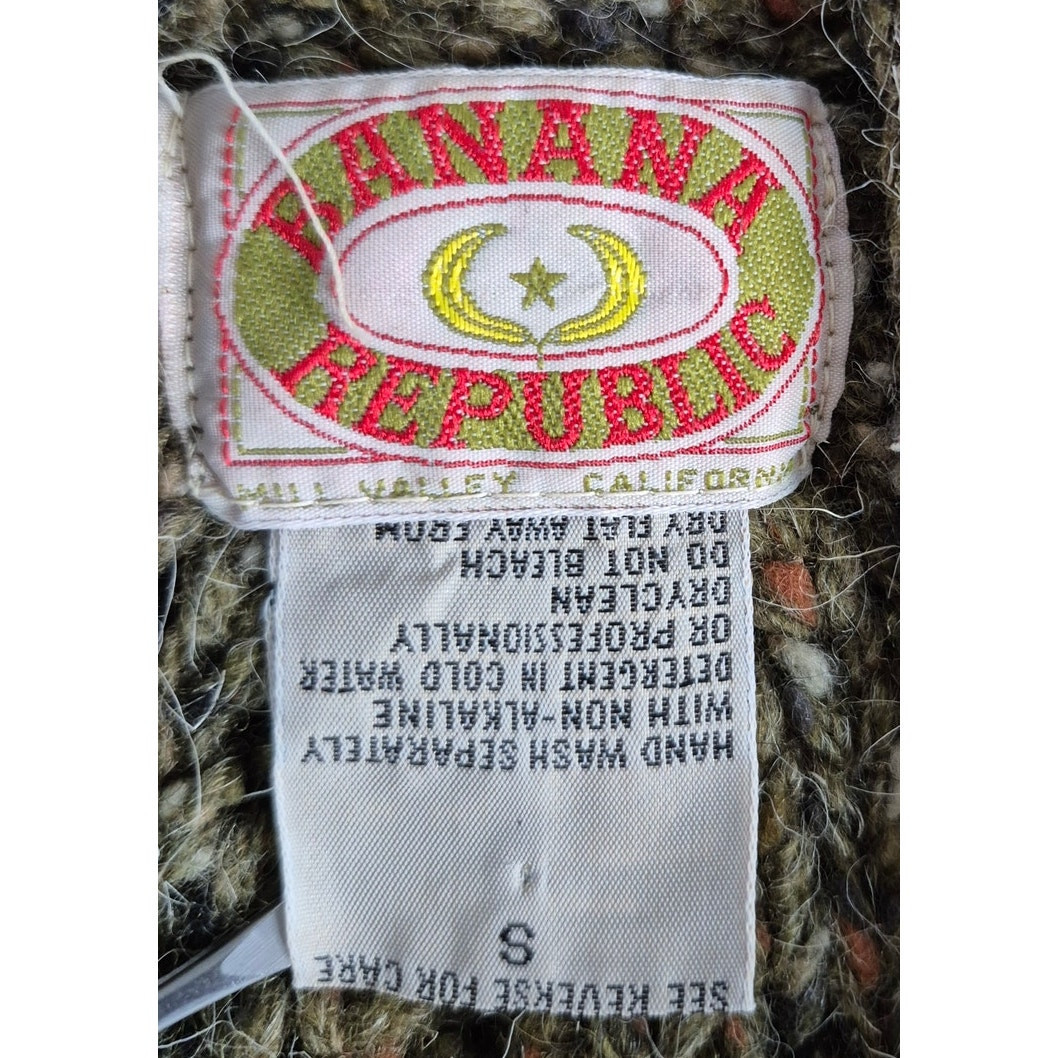 BANANA
REPUBLIC
MILL VALLEY CALIFORNIA
SEE REVERSE FOR CARE
S
HAND WASH SEPARATELY
WITH NON-ALKALINE
DETERGENT IN COLD WATER
OR PROFESSIONALLY
DRYCLEAN
DO NOT BLEACH
DRY FLAT AWAY FROM